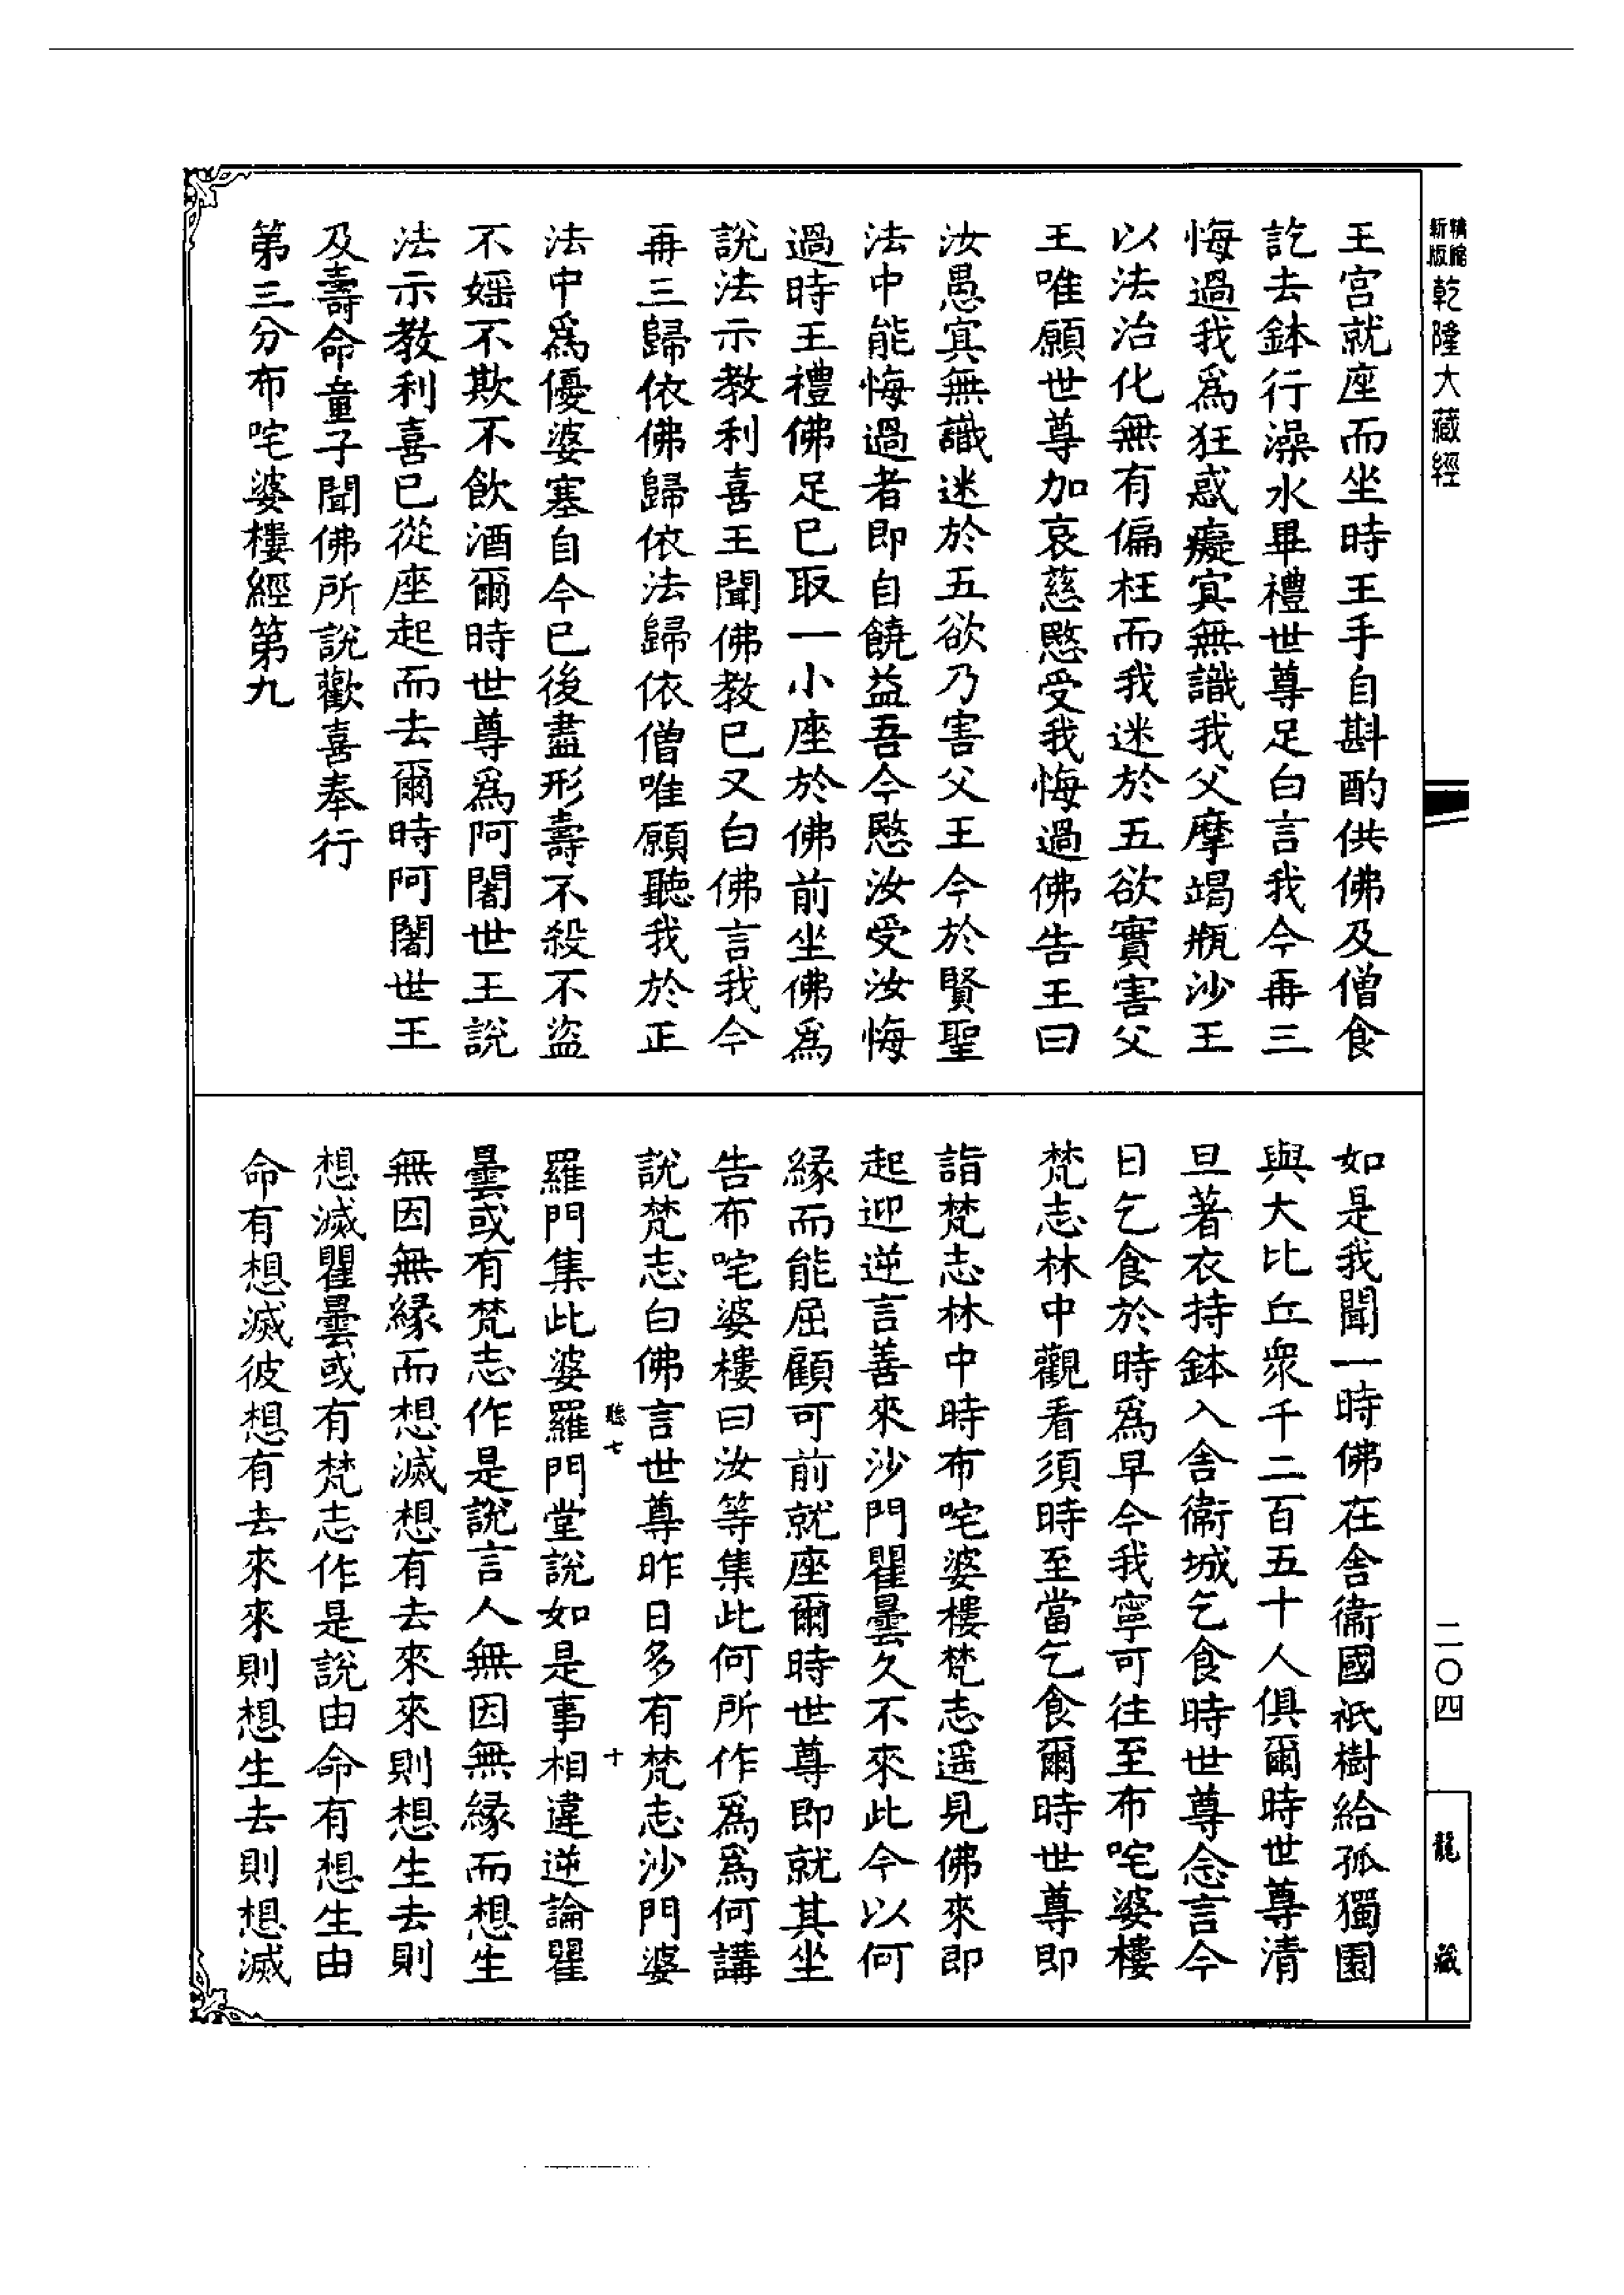 精縮
新版
乾隆大藏經
二〇四
龍藏
王宮就座而坐時王手自斟酌供佛及僧食
訖去鉢行澡水畢禮世尊足白言我今再三
悔過我爲狂惑癡冥無識我父摩竭瓶沙王
以法治化無有偏枉而我迷於五欲實害父
王唯願世尊加哀慈愍受我悔過佛告王曰
汝愚冥無識迷於五欲乃害父王今於賢聖
法中能悔過者即自饒益吾今愍汝受汝悔
過時王禮佛足已取一小座於佛前坐佛爲
說法示教利喜王聞佛教已又白佛言我今
再三歸依佛歸依法歸依僧唯願聽我於正
法中爲優婆塞自今已後盡形壽不殺不盜
不婬不欺不飲酒爾時世尊爲阿闍世王說
法示教利喜已從座起而去爾時阿闍世王
及壽命童子聞佛所說歡喜奉行
第三分布咤婆樓經第九
如是我聞一時佛在舍衞國祇樹給孤獨園
與大比丘衆千二百五十人俱爾時世尊清
旦著衣持鉢入舍衞城乞食時世尊念言今
日乞食於時爲早今我寧可往至布咤婆樓
梵志林中觀看須時至當乞食爾時世尊即
詣梵志林中時布咤婆樓梵志遥見佛來即
起迎逆言善來沙門瞿曇久不來此今以何
緣而能屈顧可前就座爾時世尊即就其坐
告布咤婆樓曰汝等集此何所作爲爲何講
說梵志白佛言世尊昨日多有梵志沙門婆
聽七
十
羅門集此婆羅門堂說如是事相違逆論瞿
曇或有梵志作是說言人無因無緣而想生
無因無緣而想滅想有去來來則想生去則
想滅瞿曇或有梵志作是說由命有想生由
命有想滅彼想有去來來則想生去則想滅